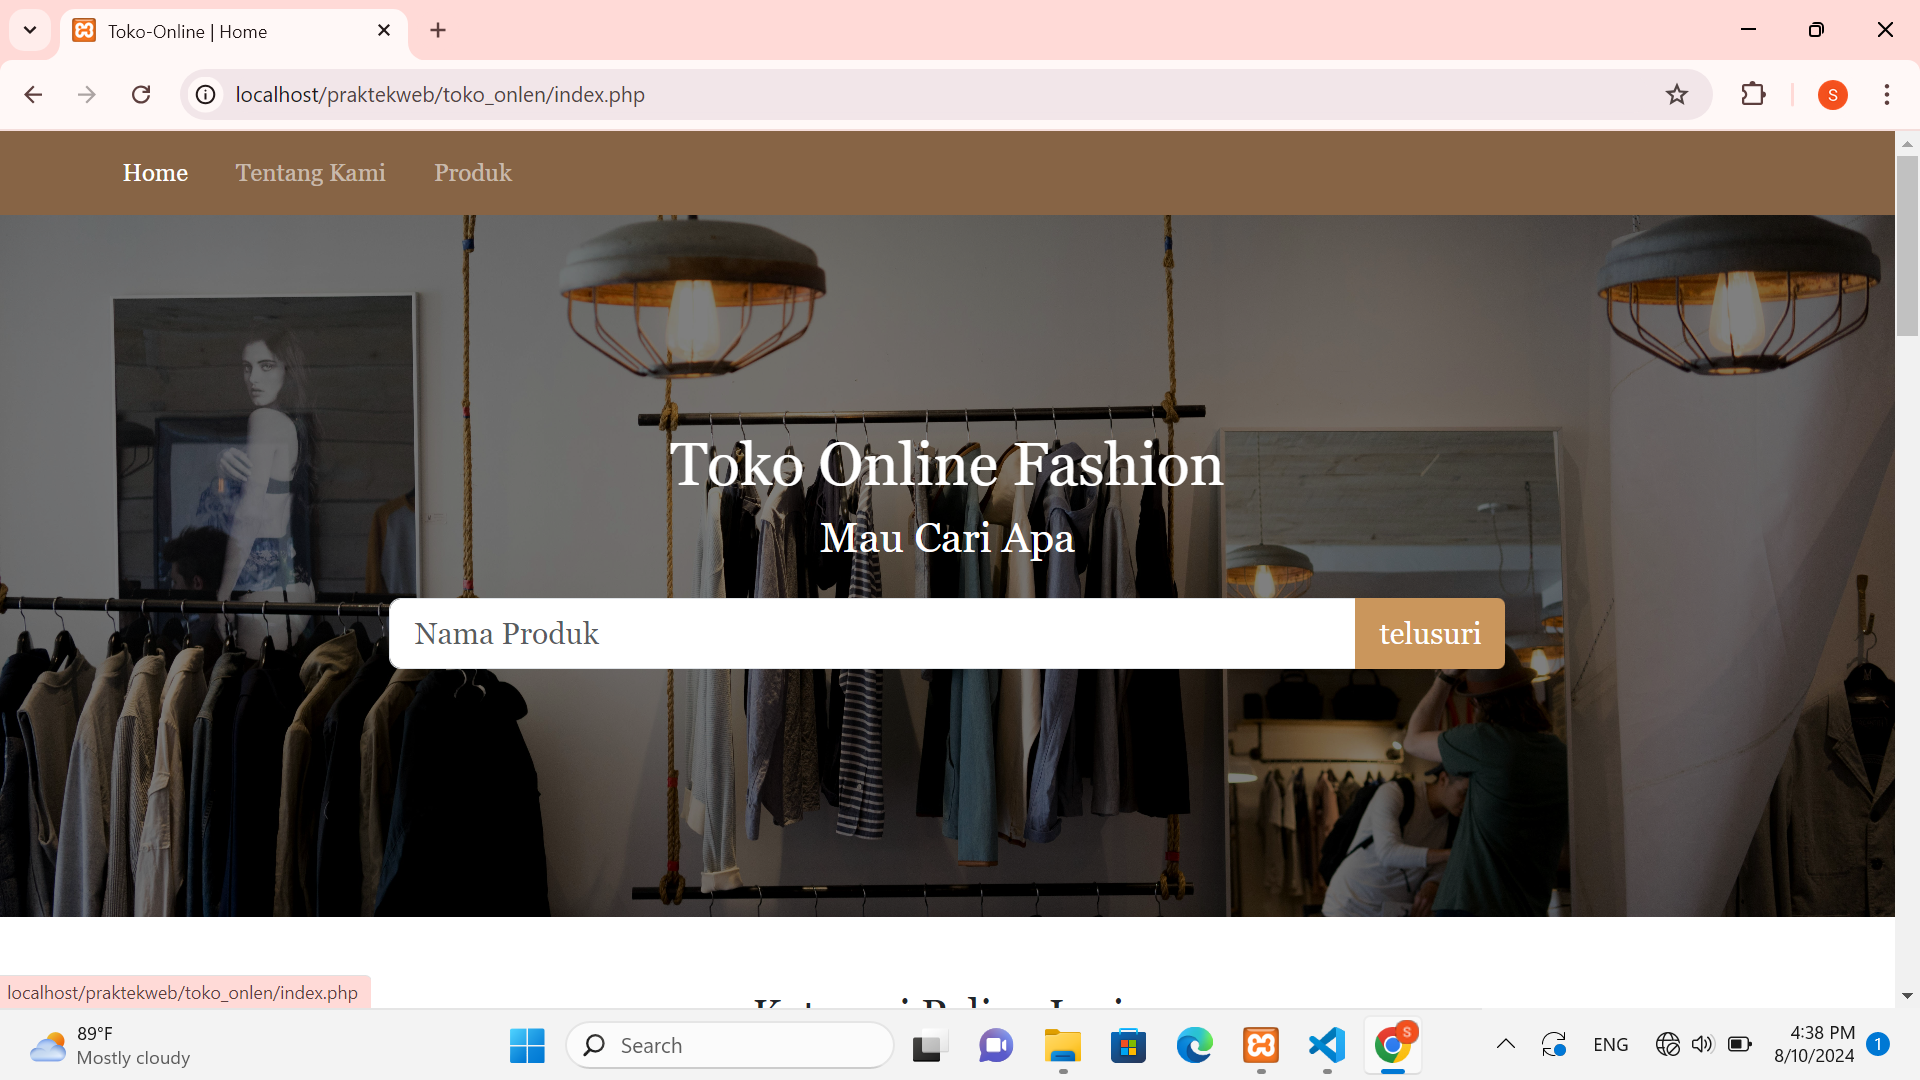 Toko-Online | Home
localhost/praktekweb/toko_onlen/index.php
S
Home Tentang Kami Produk
Toko Online Fashion
Mau Cari Apa
Nama Produk telusuri
localhost/praktekweb/toko_onlen/index.php
89°F
Mostly cloudy
Search
S
ENG
4:38 PM
8/10/2024
1